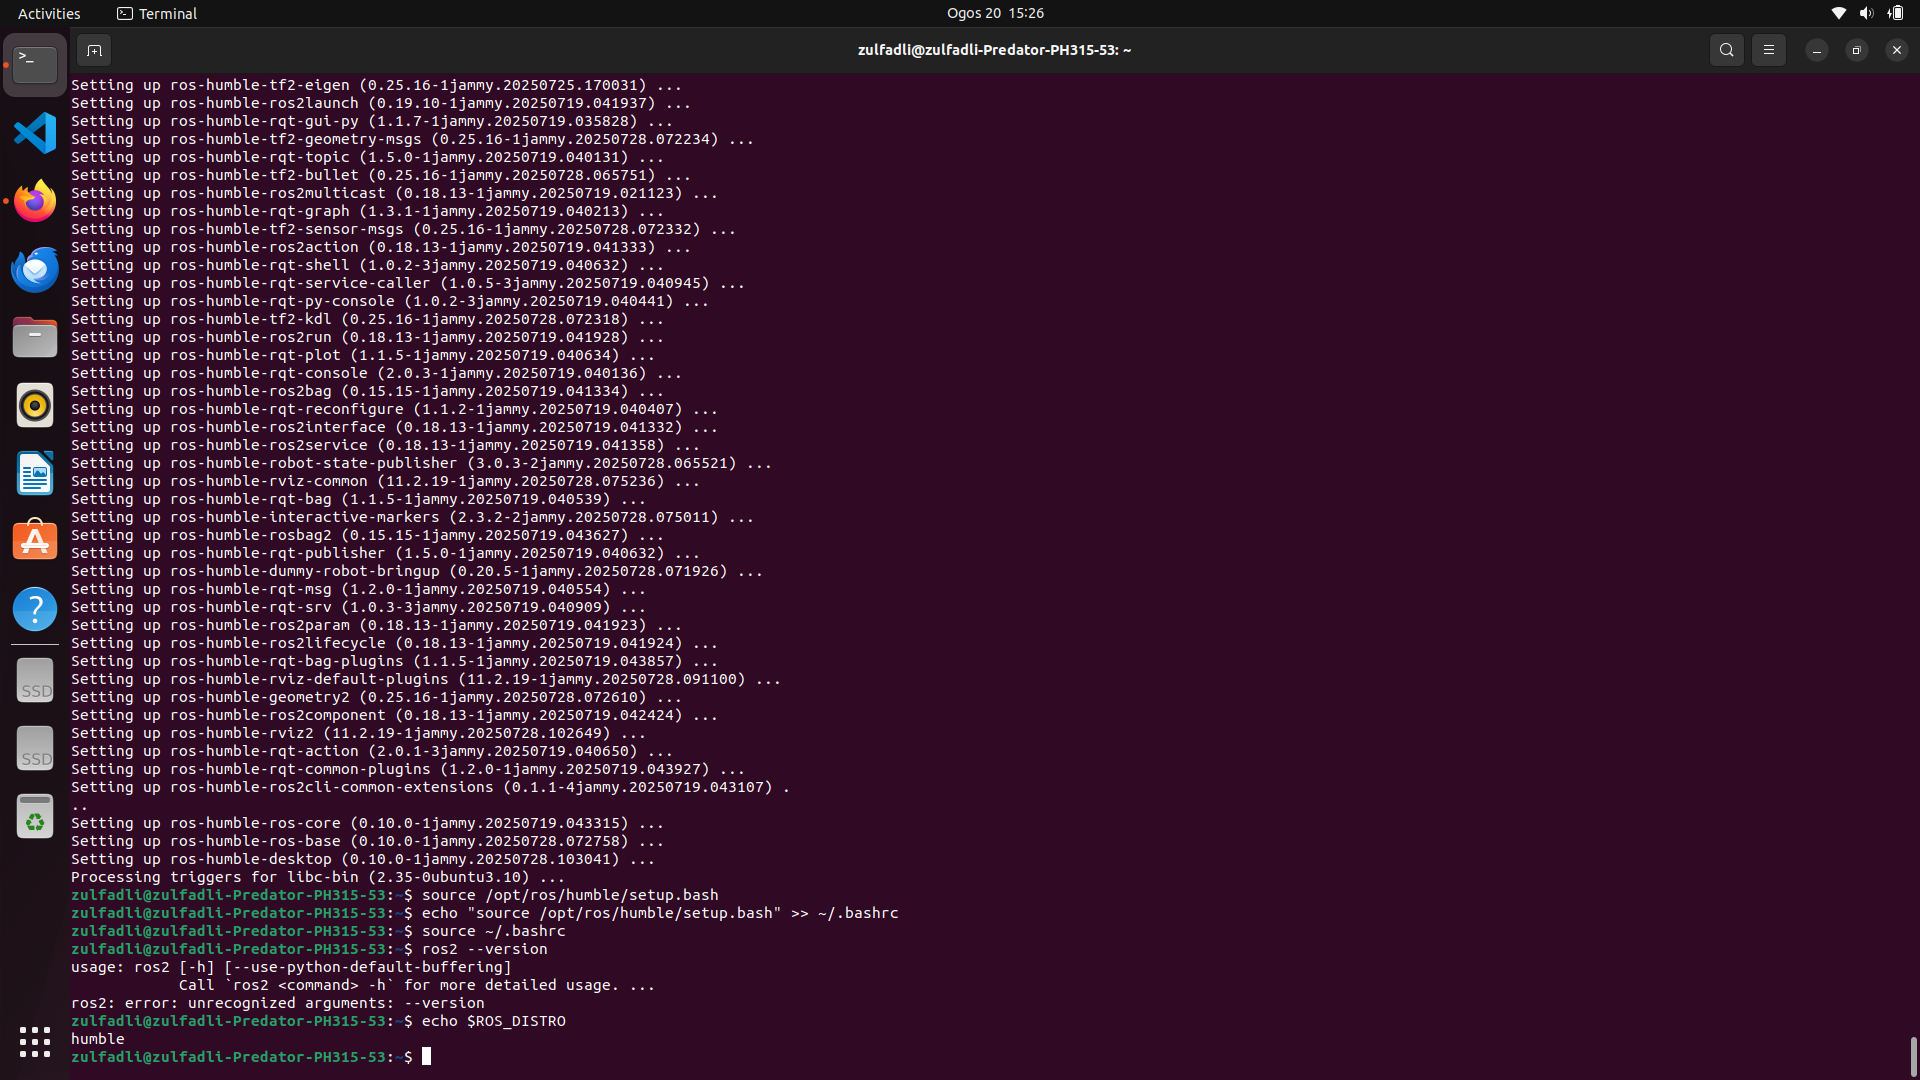 Activities
Terminal
Ogos 20 15:26
zulfadli@zulfadli-Predator-PH315-53: ~
Setting up ros-humble-tf2-eigen (0.25.16-1jammy.20250725.170031) ...
Setting up ros-humble-ros2launch (0.19.10-1jammy.20250719.041937) ...
Setting up ros-humble-rqt-gui-py (1.1.7-1jammy.20250719.035828) ...
Setting up ros-humble-tf2-geometry-msgs (0.25.16-1jammy.20250728.072234) ...
Setting up ros-humble-rqt-topic (1.5.0-1jammy.20250719.040131) ...
Setting up ros-humble-tf2-bullet (0.25.16-1jammy.20250728.065751) ...
Setting up ros-humble-ros2multicast (0.18.13-1jammy.20250719.021123) ...
Setting up ros-humble-rqt-graph (1.3.1-1jammy.20250719.040213) ...
Setting up ros-humble-tf2-sensor-msgs (0.25.16-1jammy.20250728.072332) ...
Setting up ros-humble-ros2action (0.18.13-1jammy.20250719.041333) ...
Setting up ros-humble-rqt-shell (1.0.2-3jammy.20250719.040632) ...
Setting up ros-humble-rqt-service-caller (1.0.5-3jammy.20250719.040945) ...
Setting up ros-humble-rqt-py-console (1.0.2-3jammy.20250719.040441) ...
Setting up ros-humble-tf2-kdl (0.25.16-1jammy.20250728.072318) ...
Setting up ros-humble-ros2run (0.18.13-1jammy.20250719.041928) ...
Setting up ros-humble-rqt-plot (1.1.5-1jammy.20250719.040634) ...
Setting up ros-humble-rqt-console (2.0.3-1jammy.20250719.040136) ...
Setting up ros-humble-ros2bag (0.15.15-1jammy.20250719.041334) ...
Setting up ros-humble-rqt-reconfigure (1.1.2-1jammy.20250719.040407) ...
Setting up ros-humble-ros2interface (0.18.13-1jammy.20250719.041332) ...
Setting up ros-humble-ros2service (0.18.13-1jammy.20250719.041358) ...
Setting up ros-humble-robot-state-publisher (3.0.3-2jammy.20250728.065521) ...
Setting up ros-humble-rviz-common (11.2.19-1jammy.20250728.075236) ...
Setting up ros-humble-rqt-bag (1.1.5-1jammy.20250719.040539) ...
Setting up ros-humble-interactive-markers (2.3.2-2jammy.20250728.075011) ...
Setting up ros-humble-rosbag2 (0.15.15-1jammy.20250719.043627) ...
Setting up ros-humble-rqt-publisher (1.5.0-1jammy.20250719.040632) ...
Setting up ros-humble-dummy-robot-bringup (0.20.5-1jammy.20250728.071926) ...
Setting up ros-humble-rqt-msg (1.2.0-1jammy.20250719.040554) ...
Setting up ros-humble-rqt-srv (1.0.3-3jammy.20250719.040909) ...
Setting up ros-humble-ros2param (0.18.13-1jammy.20250719.041923) ...
Setting up ros-humble-ros2lifecycle (0.18.13-1jammy.20250719.041924) ...
Setting up ros-humble-rqt-bag-plugins (1.1.5-1jammy.20250719.043857) ...
Setting up ros-humble-rviz-default-plugins (11.2.19-1jammy.20250728.091100) ...
Setting up ros-humble-geometry2 (0.25.16-1jammy.20250728.072610) ...
Setting up ros-humble-ros2component (0.18.13-1jammy.20250719.042424) ...
Setting up ros-humble-rviz2 (11.2.19-1jammy.20250728.102649) ...
Setting up ros-humble-rqt-action (2.0.1-3jammy.20250719.040650) ...
Setting up ros-humble-rqt-common-plugins (1.2.0-1jammy.20250719.043927) ...
Setting up ros-humble-ros2cli-common-extensions (0.1.1-4jammy.20250719.043107) .
..
Setting up ros-humble-ros-core (0.10.0-1jammy.20250719.043315) ...
Setting up ros-humble-ros-base (0.10.0-1jammy.20250728.072758) ...
Setting up ros-humble-desktop (0.10.0-1jammy.20250728.103041) ...
Processing triggers for libc-bin (2.35-0ubuntu3.10) ...
zulfadli@zulfadli-Predator-PH315-53:~$ source /opt/ros/humble/setup.bash
zulfadli@zulfadli-Predator-PH315-53:~$ echo "source /opt/ros/humble/setup.bash" >> ~/.bashrc
zulfadli@zulfadli-Predator-PH315-53:~$ source ~/.bashrc
zulfadli@zulfadli-Predator-PH315-53:~$ ros2 --version
usage: ros2 [-h] [--use-python-default-buffering]
            Call `ros2 <command> -h` for more detailed usage. ...
ros2: error: unrecognized arguments: --version
zulfadli@zulfadli-Predator-PH315-53:~$ echo $ROS_DISTRO
humble
zulfadli@zulfadli-Predator-PH315-53:~$
SSD
SSD